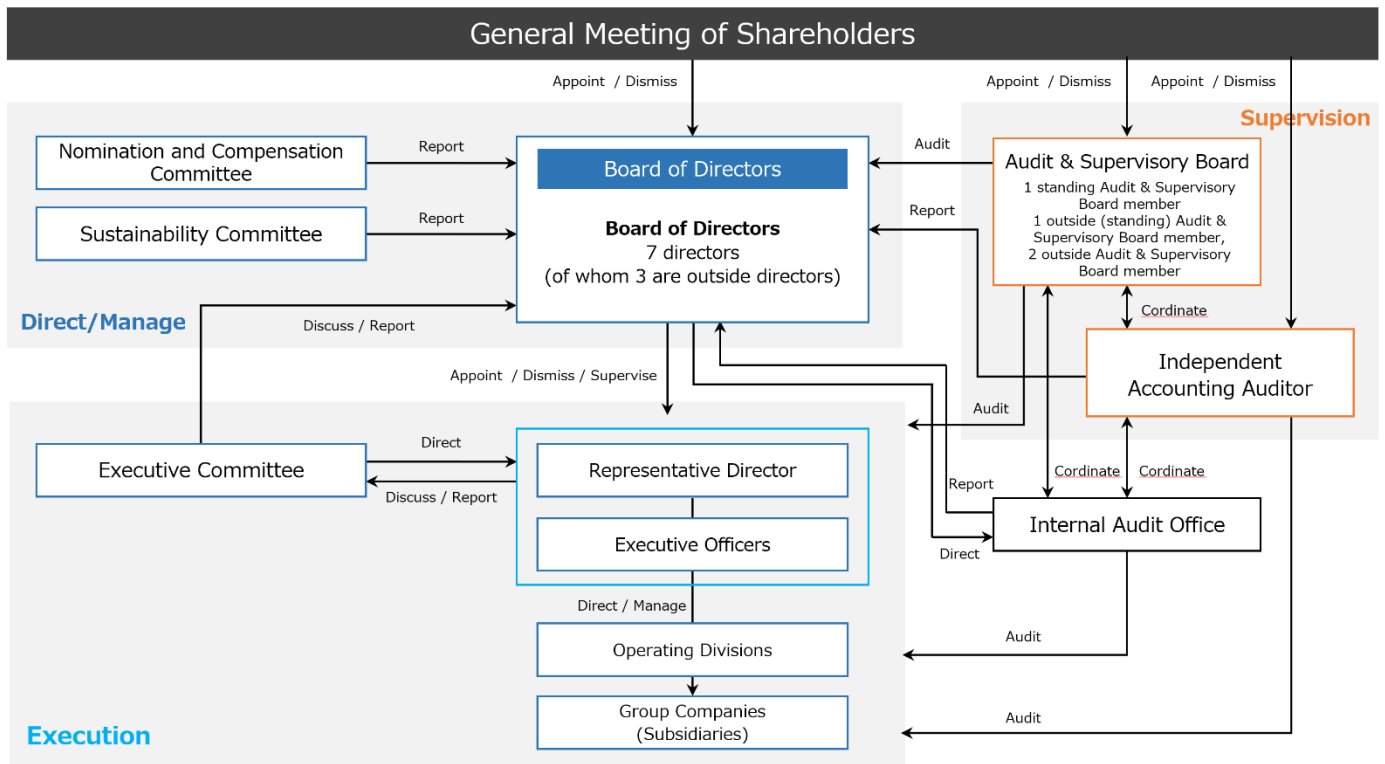 General Meeting of Shareholders
Appoint / Dismiss
Appoint / Dismiss
Appoint / Dismiss
Supervision
Nomination and Compensation
Committee
Report
Board of Directors
Audit
Audit & Supervisory Board
1 standing Audit & Supervisory
Board member
1 outside (standing) Audit &
Supervisory Board member,
2 outside Audit & Supervisory
Board member
Sustainability Committee
Report
Board of Directors
7 directors
(of whom 3 are outside directors)
Report
Direct/Manage
Discuss / Report
Cordinate
Independent
Accounting Auditor
Appoint / Dismiss / Supervise
Audit
Executive Committee
Direct
Discuss / Report
Representative Director
Executive Officers
Report
Cordinate
Cordinate
Internal Audit Office
Direct
Direct / Manage
Operating Divisions
Audit
Group Companies
(Subsidiaries)
Audit
Execution